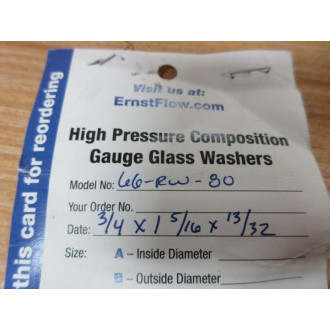 Visit us at:
ErnstFlow.com
High Pressure Composition
Gauge Glass Washers
Model No: 66-RW-80
Your Order No.
Date: 3/4 x 1 5/16 x 13/32
Size: A - Inside Diameter
B - Outside Diameter
this card for reordering